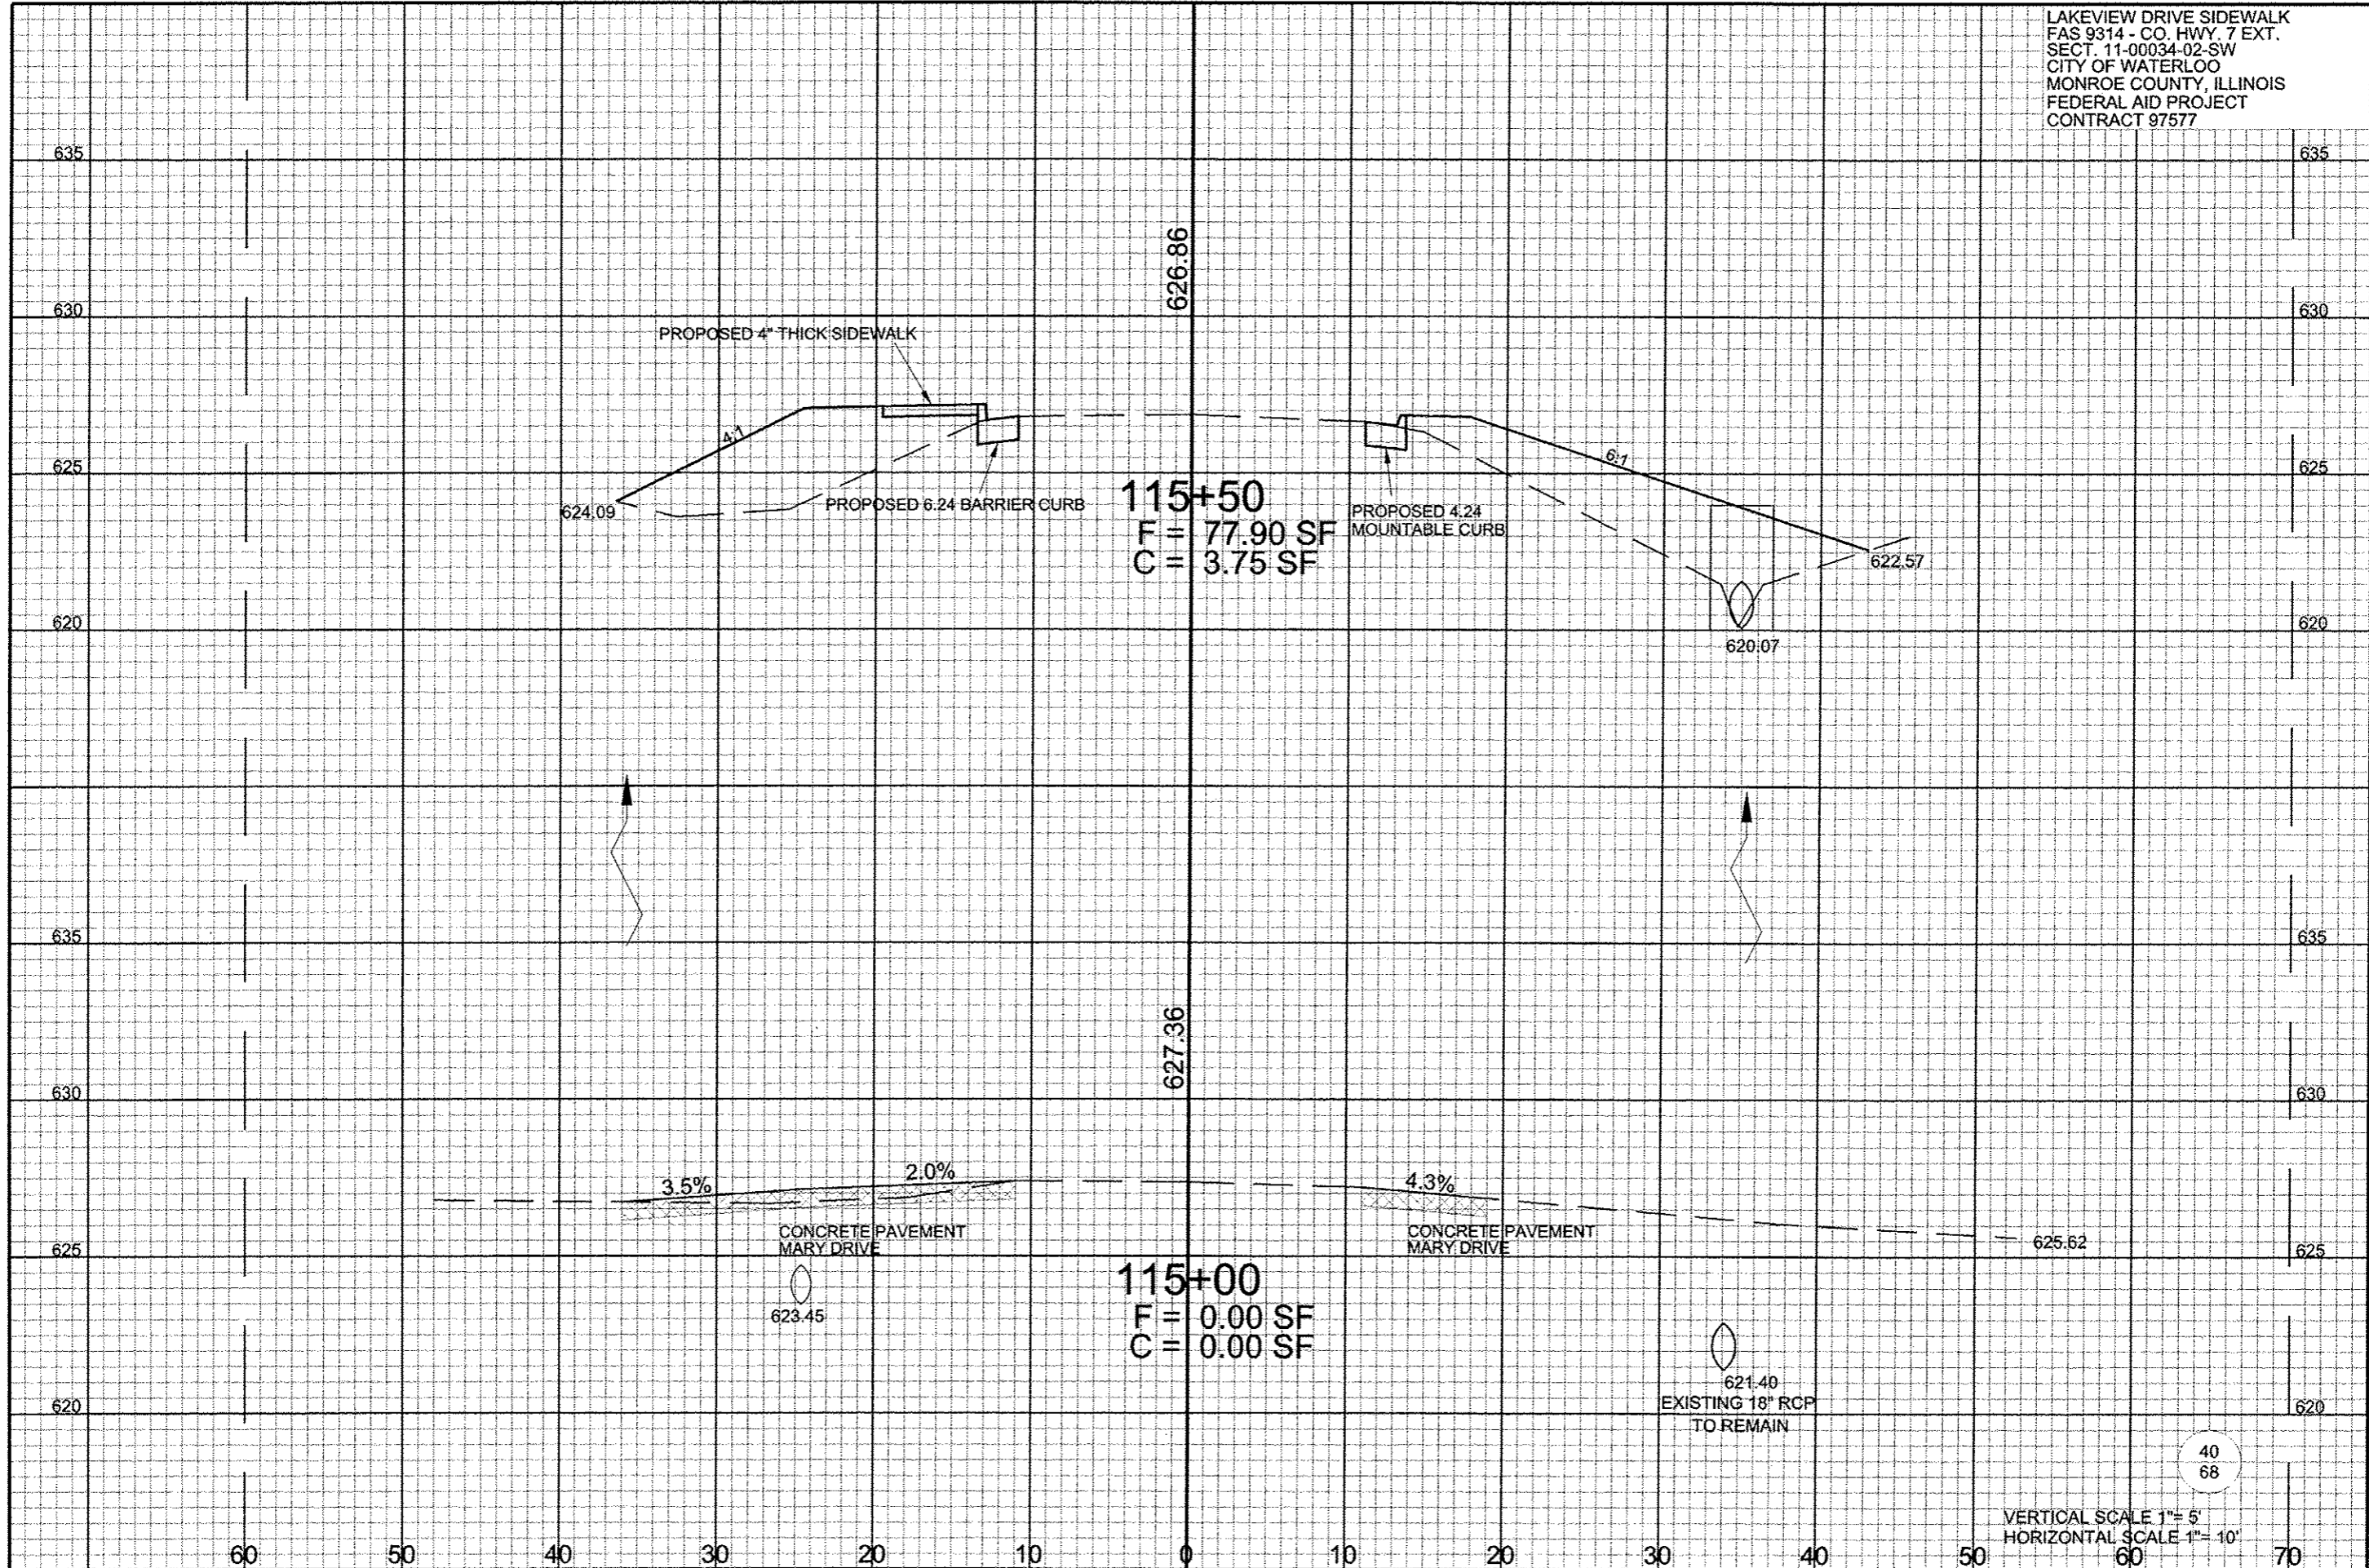 LAKEVIEW DRIVE SIDEWALK
FAS 9314 - CO. HWY. 7 EXT.
SECT. 11-00034-02-SW
CITY OF WATERLOO
MONROE COUNTY, ILLINOIS
FEDERAL AID PROJECT
CONTRACT 97577
635
635
626.86
630
630
PROPOSED 4" THICK SIDEWALK
4:1
6:1
625
625
624.09
PROPOSED 6.24 BARRIER CURB
115+50
F = 77.90 SF
C = 3.75 SF
PROPOSED 4.24
MOUNTABLE CURB
622.57
620
620
620.07
635
635
627.36
630
630
3.5%
2.0%
4.3%
CONCRETE PAVEMENT
MARY DRIVE
CONCRETE PAVEMENT
MARY DRIVE
625.62
625
625
115+00
F = 0.00 SF
C = 0.00 SF
623.45
621.40
EXISTING 18" RCP
TO REMAIN
620
620
40
68
VERTICAL SCALE 1"= 5'
HORIZONTAL SCALE 1"= 10'
60 50 40 30 20 10 0 10 20 30 40 50 60 70